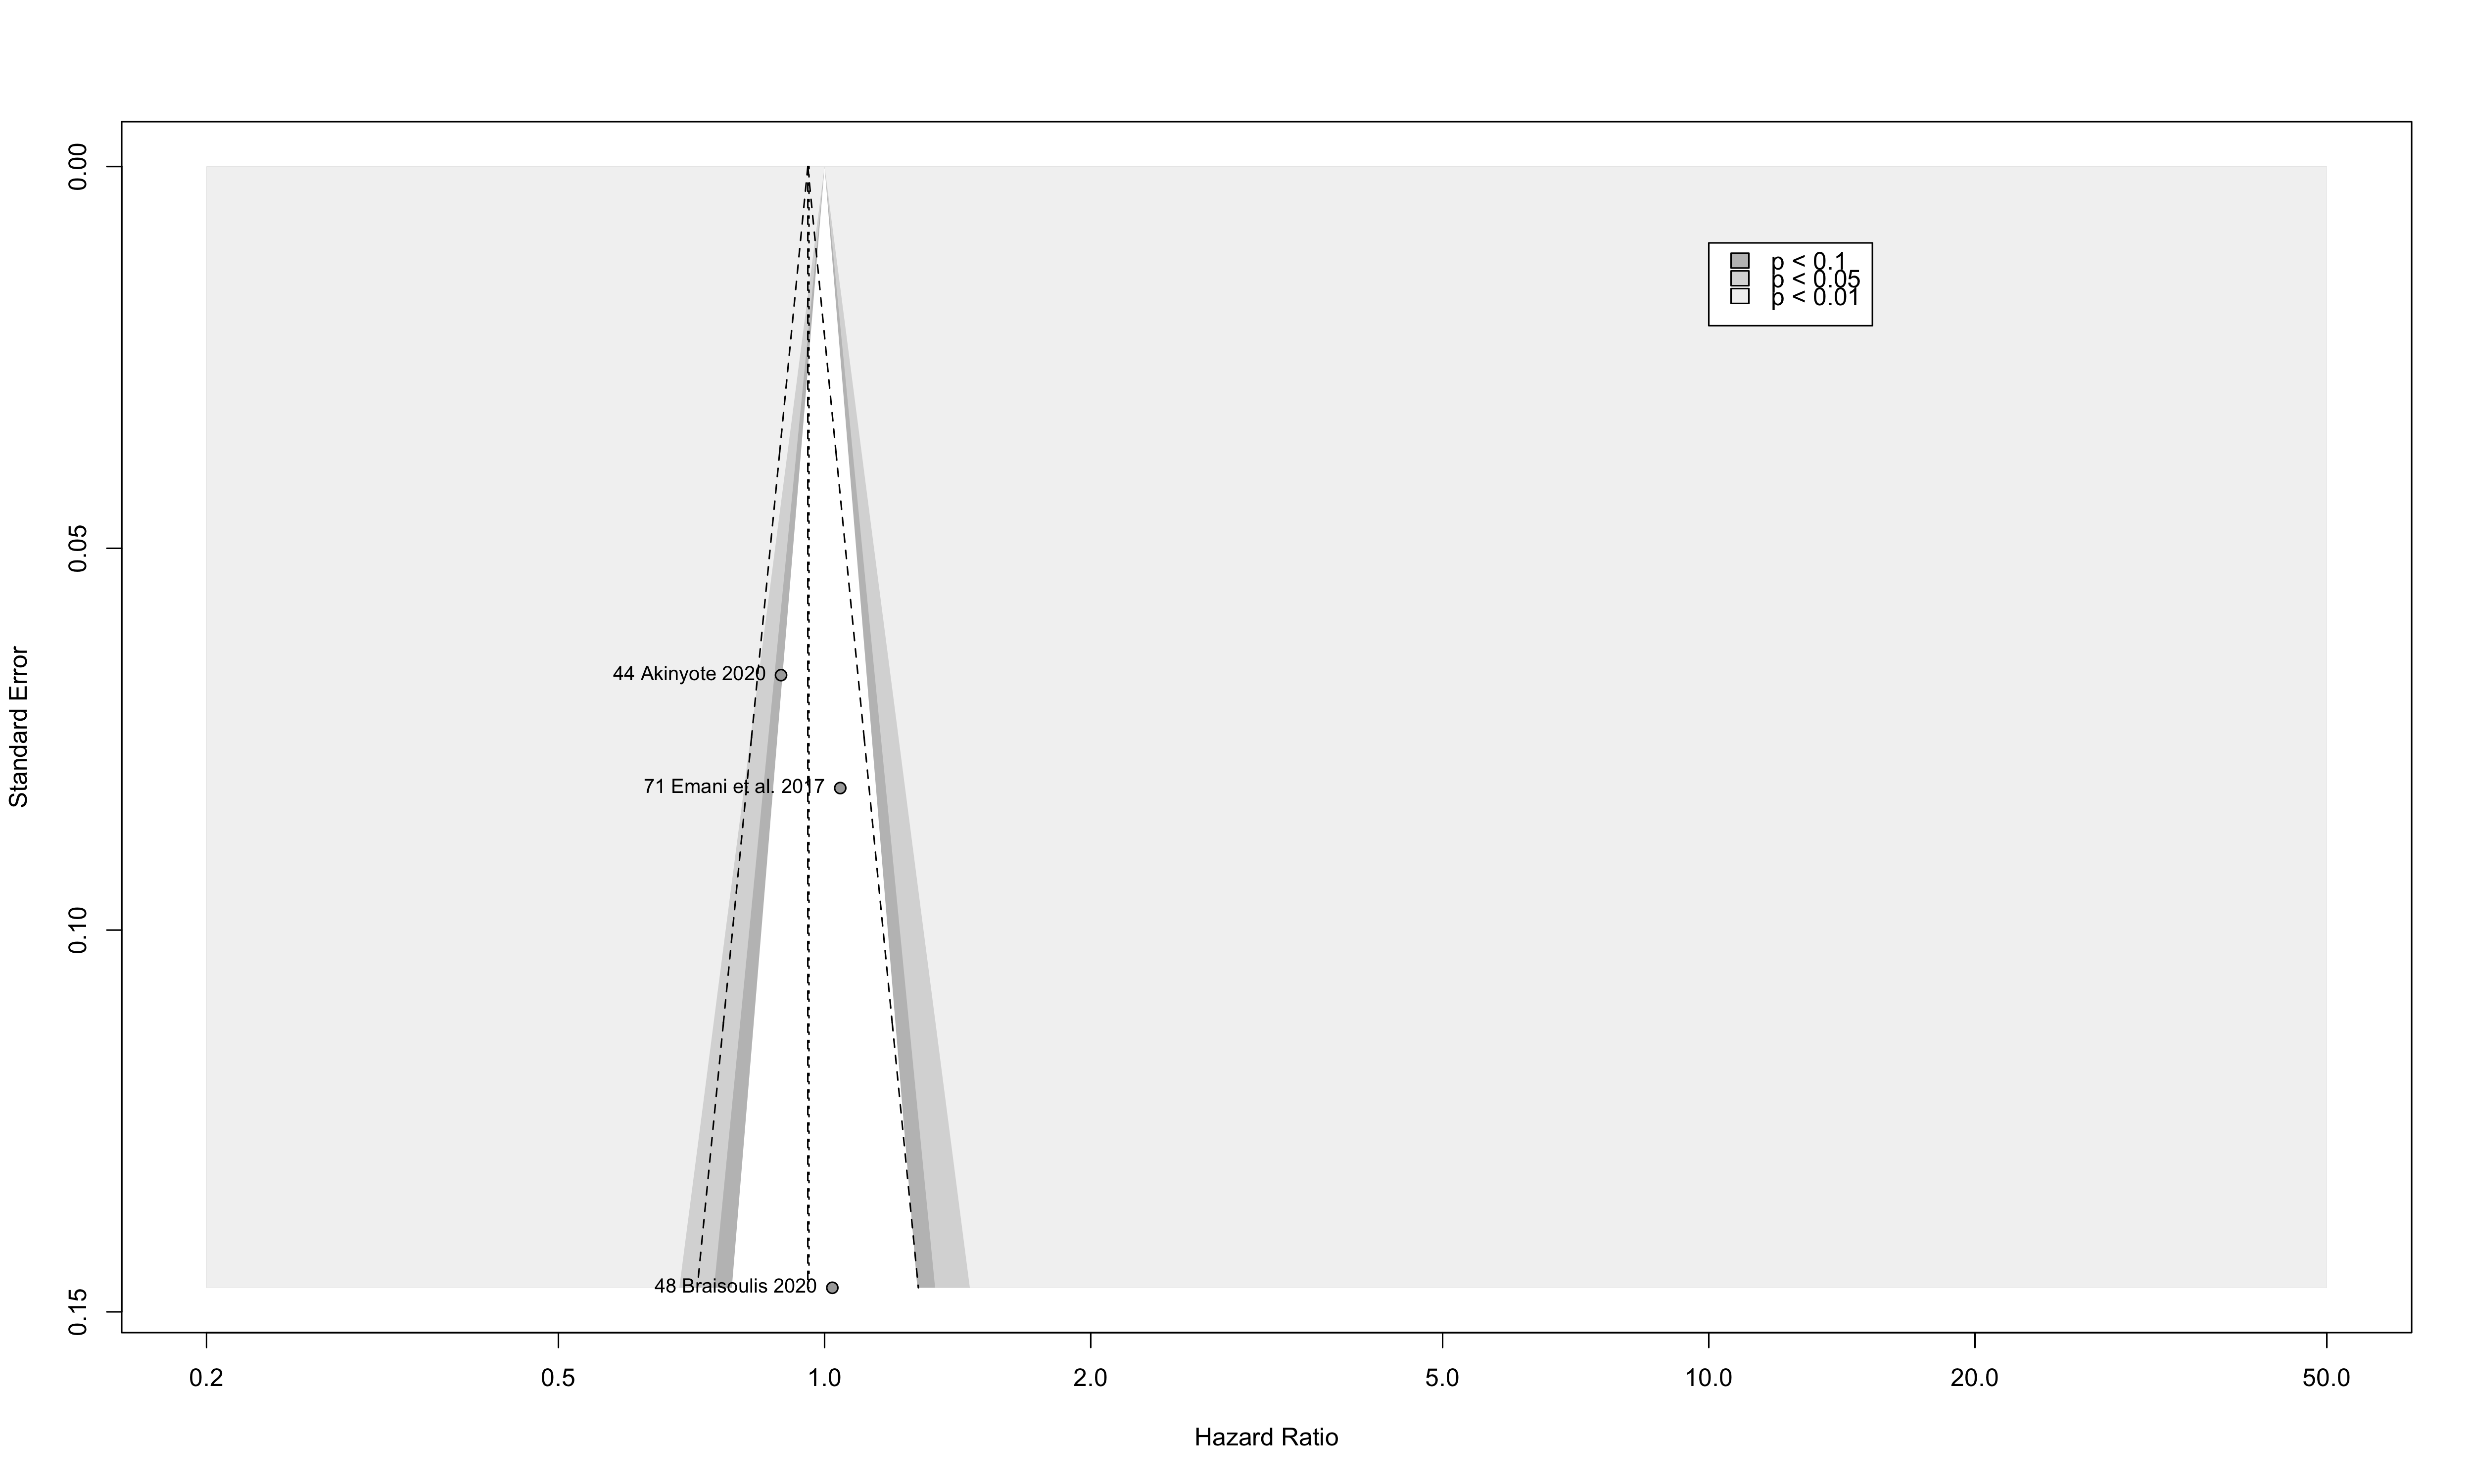 0.00
0.05
0.10
0.15
Standard Error
p < 0.1
p < 0.05
p < 0.01
44 Akinyote 2020
71 Emani et al. 2017
48 Braisoulis 2020
0.2 0.5 1.0 2.0 5.0 10.0 20.0 50.0
Hazard Ratio